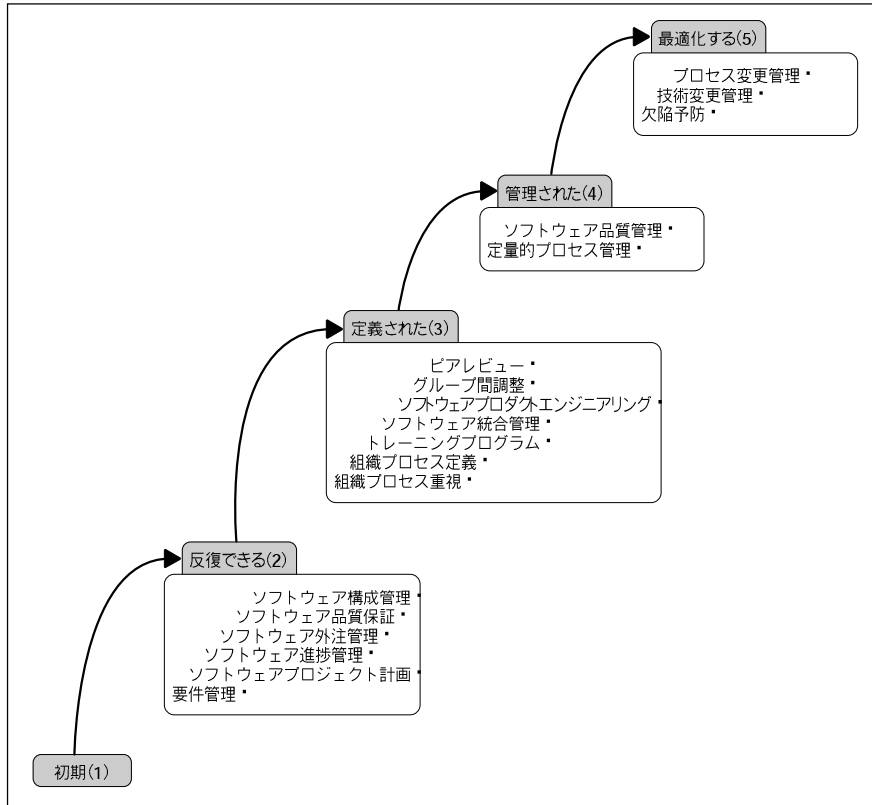 最適化する(5)
プロセス変更管理▪
技術変更管理▪
欠陥予防▪
管理された(4)
ソフトウェア品質管理▪
定量的プロセス管理▪
定義された(3)
ピアレビュー▪
グループ間調整▪
ソフトウェアプロダクトエンジニアリング▪
ソフトウェア統合管理▪
トレーニングプログラム▪
組織プロセス定義▪
組織プロセス重視▪
反復できる(2)
ソフトウェア構成管理▪
ソフトウェア品質保証▪
ソフトウェア外注管理▪
ソフトウェア進捗管理▪
ソフトウェアプロジェクト計画▪
要件管理▪
初期(1)